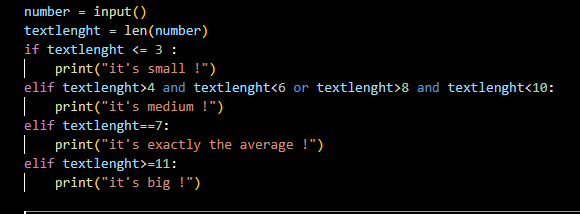 number = input()
textlenght = len(number)
if textlenght <= 3 :
    print("it's small !")
elif textlenght>4 and textlenght<6 or textlenght>8 and textlenght<10:
    print("it's medium !")
elif textlenght==7:
    print("it's exactly the average !")
elif textlenght>=11:
    print("it's big !")